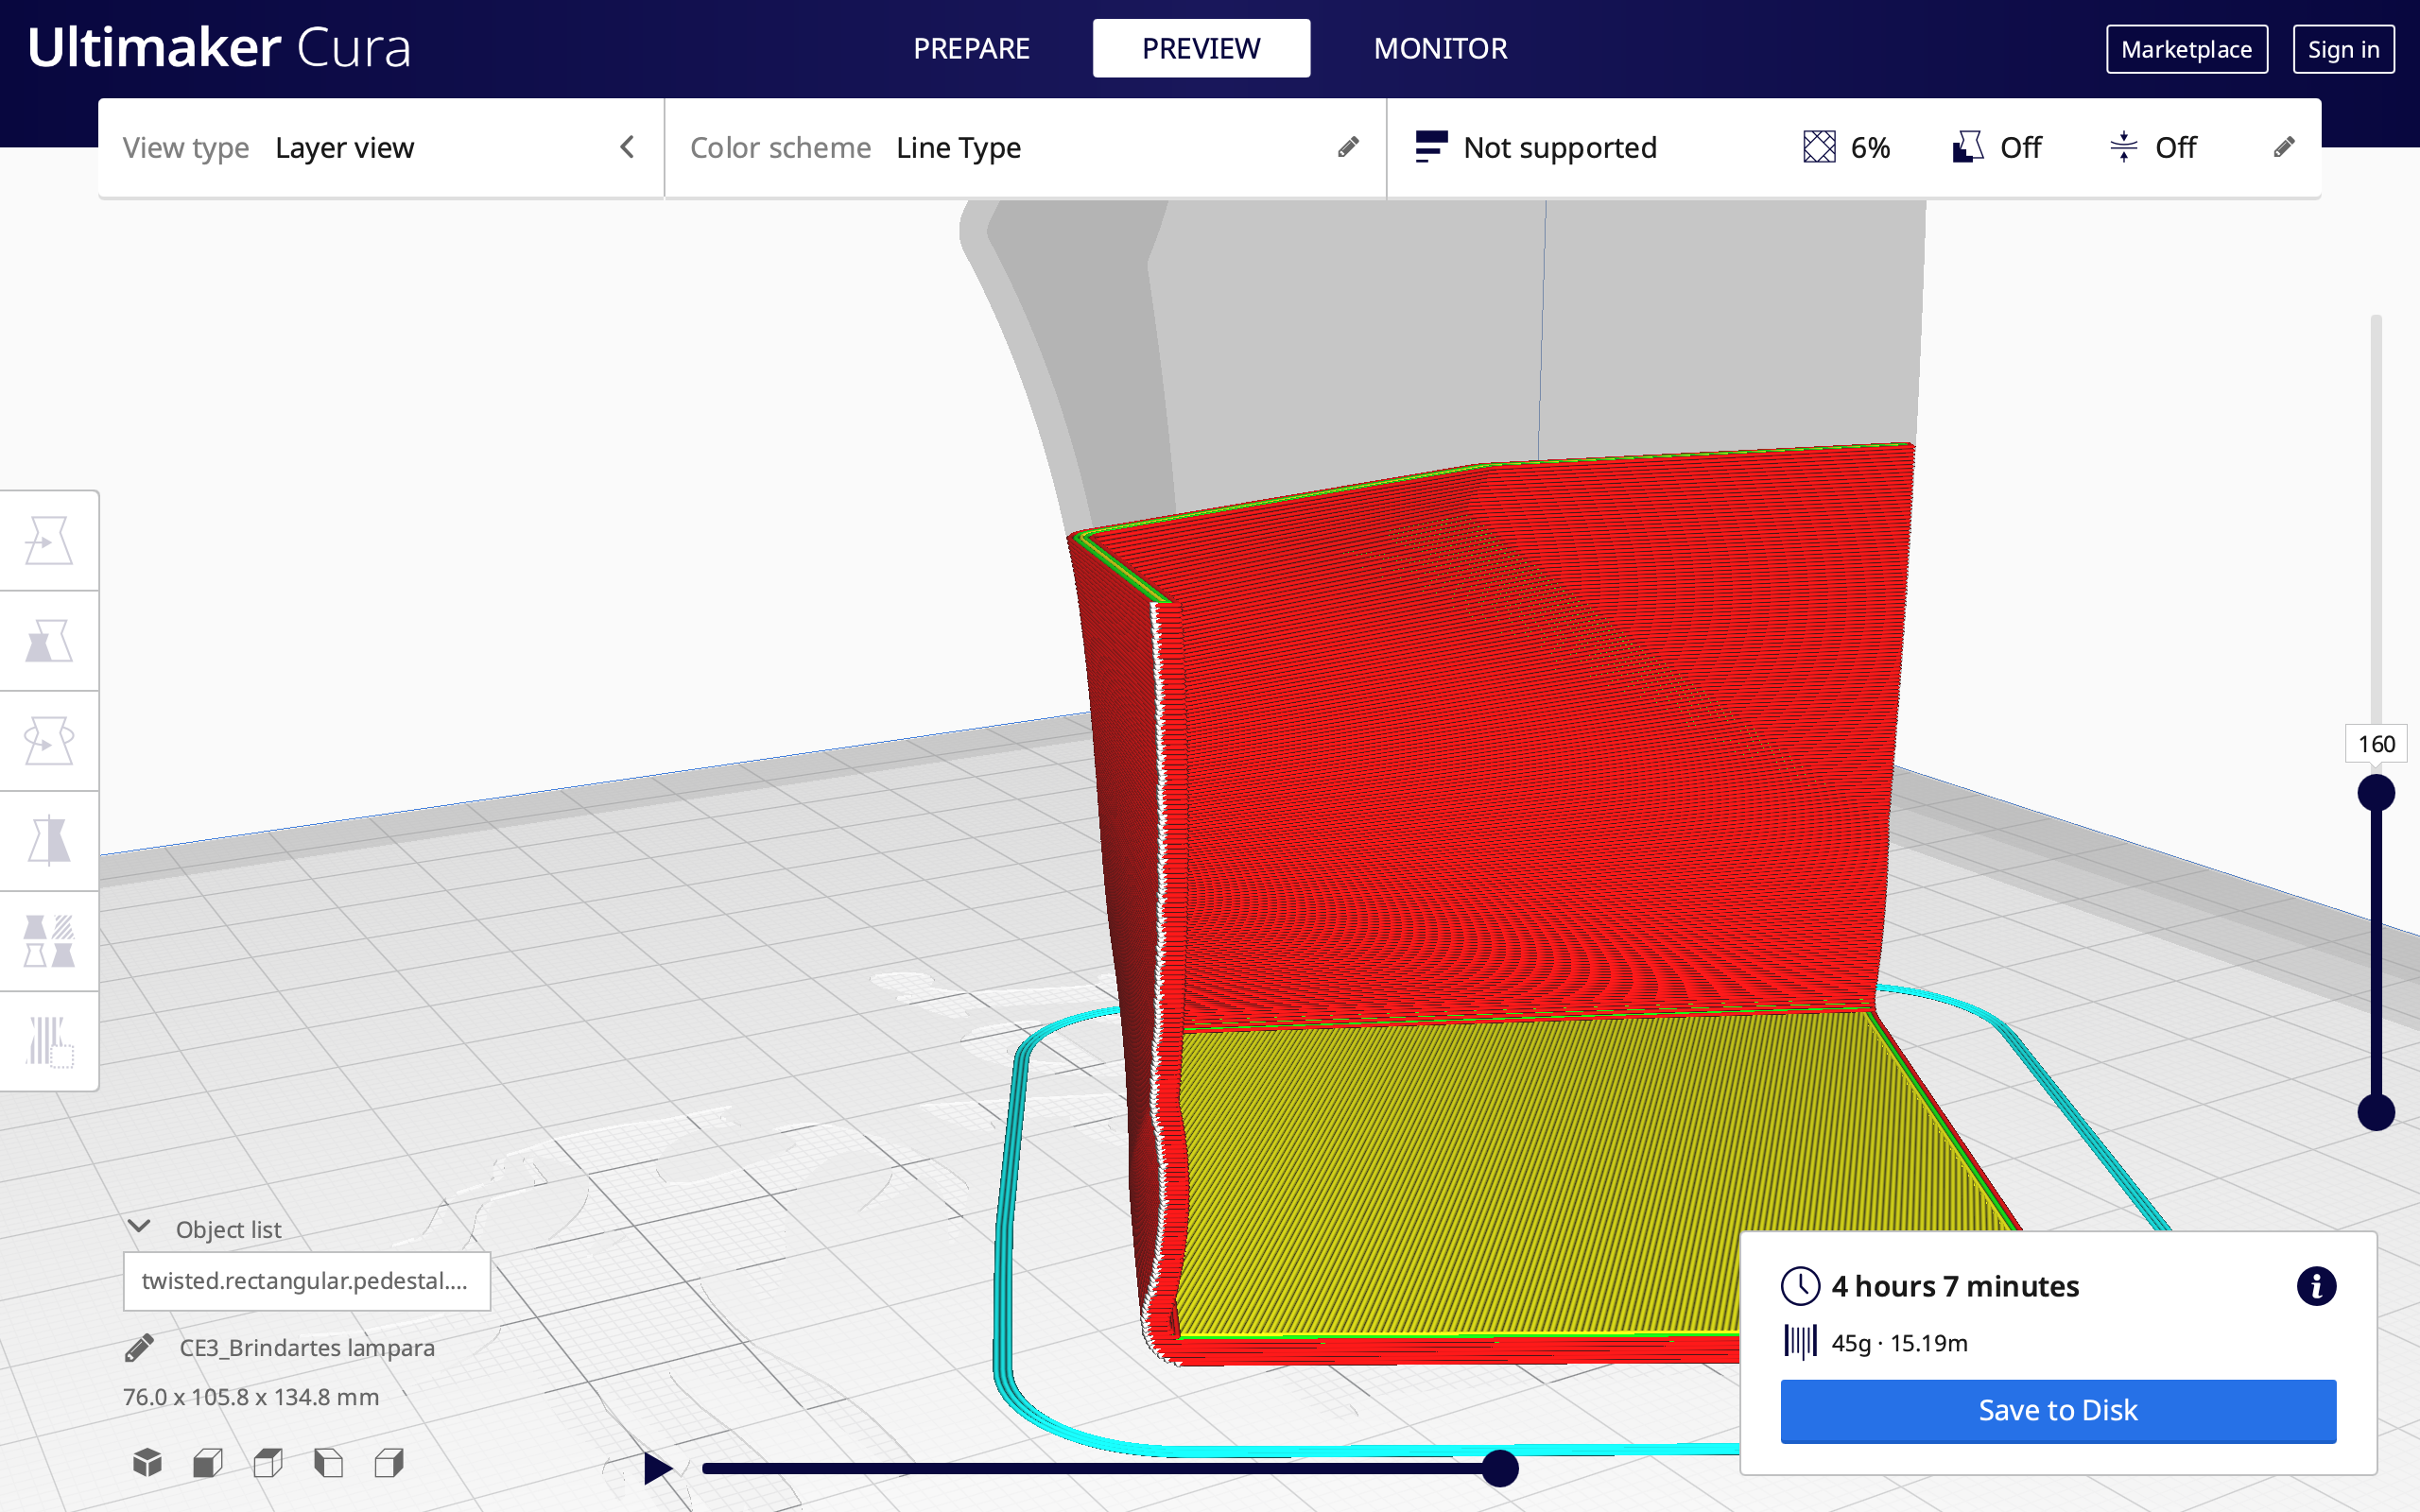 Ultimaker Cura
PREPARE
PREVIEW
MONITOR
Marketplace
Sign in
View type Layer view
Color scheme Line Type
Not supported
6%
Off
Off
160
Object list
twisted.rectangular.pedestal....
CE3_Brindartes lampara
76.0 x 105.8 x 134.8 mm
4 hours 7 minutes
45g · 15.19m
Save to Disk